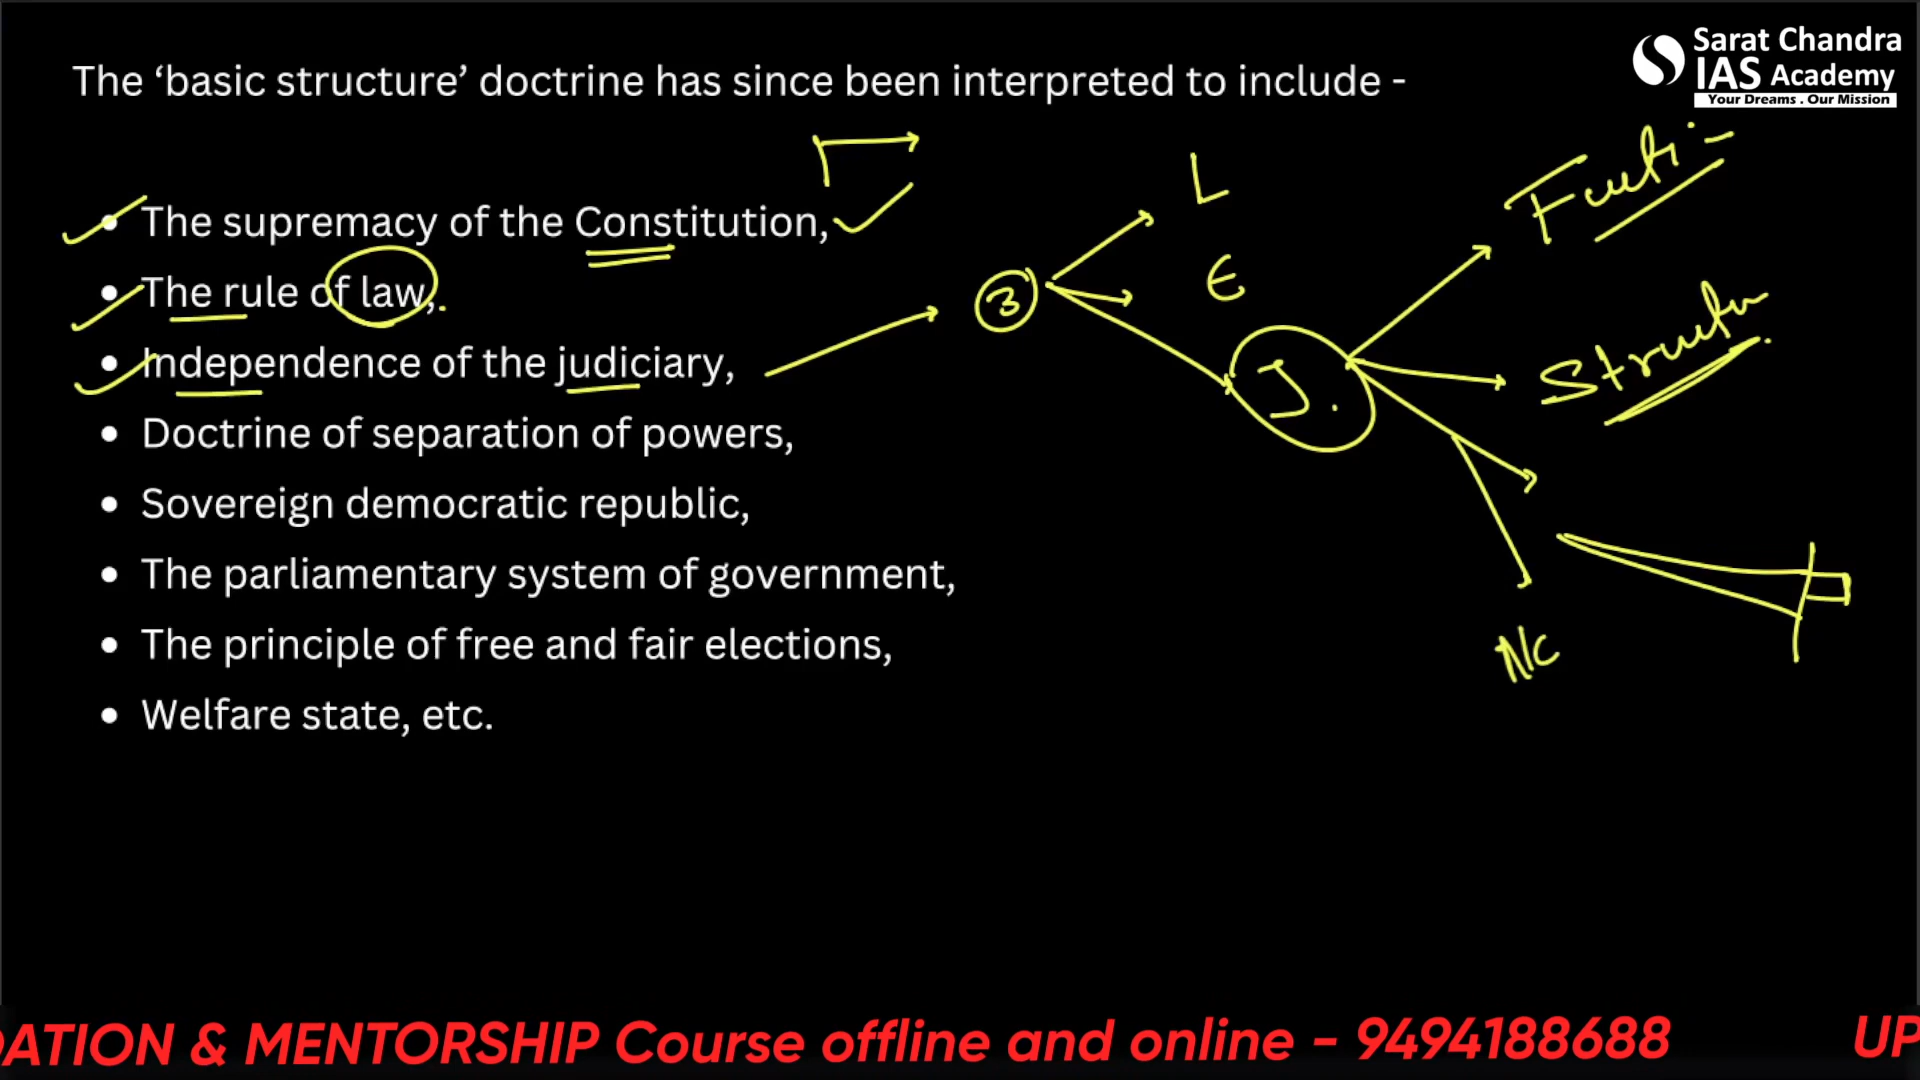 Sarat Chandra
IAS Academy
Your Dreams . Our Mission
The ‘basic structure’ doctrine has since been interpreted to include -
• The supremacy of the Constitution,
• The rule of law,.
• Independence of the judiciary,
• Doctrine of separation of powers,
• Sovereign democratic republic,
• The parliamentary system of government,
• The principle of free and fair elections,
• Welfare state, etc.
L
3
E
J.
DATION & MENTORSHIP Course offline and online - 9494188688 UP